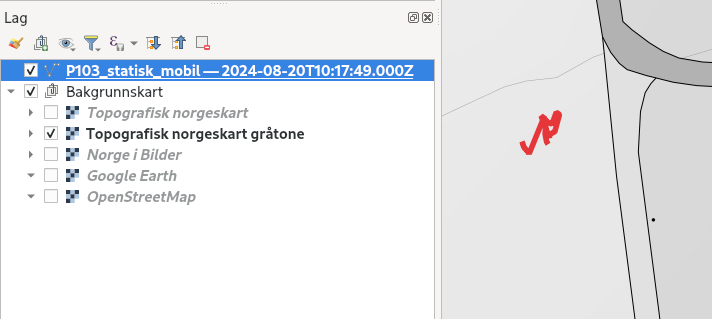 Lag
P103_statisk_mobil — 2024-08-20T10:17:49.000Z
Bakgrunnskart
Topografisk norgeskart
Topografisk norgeskart gråtone
Norge i Bilder
Google Earth
OpenStreetMap